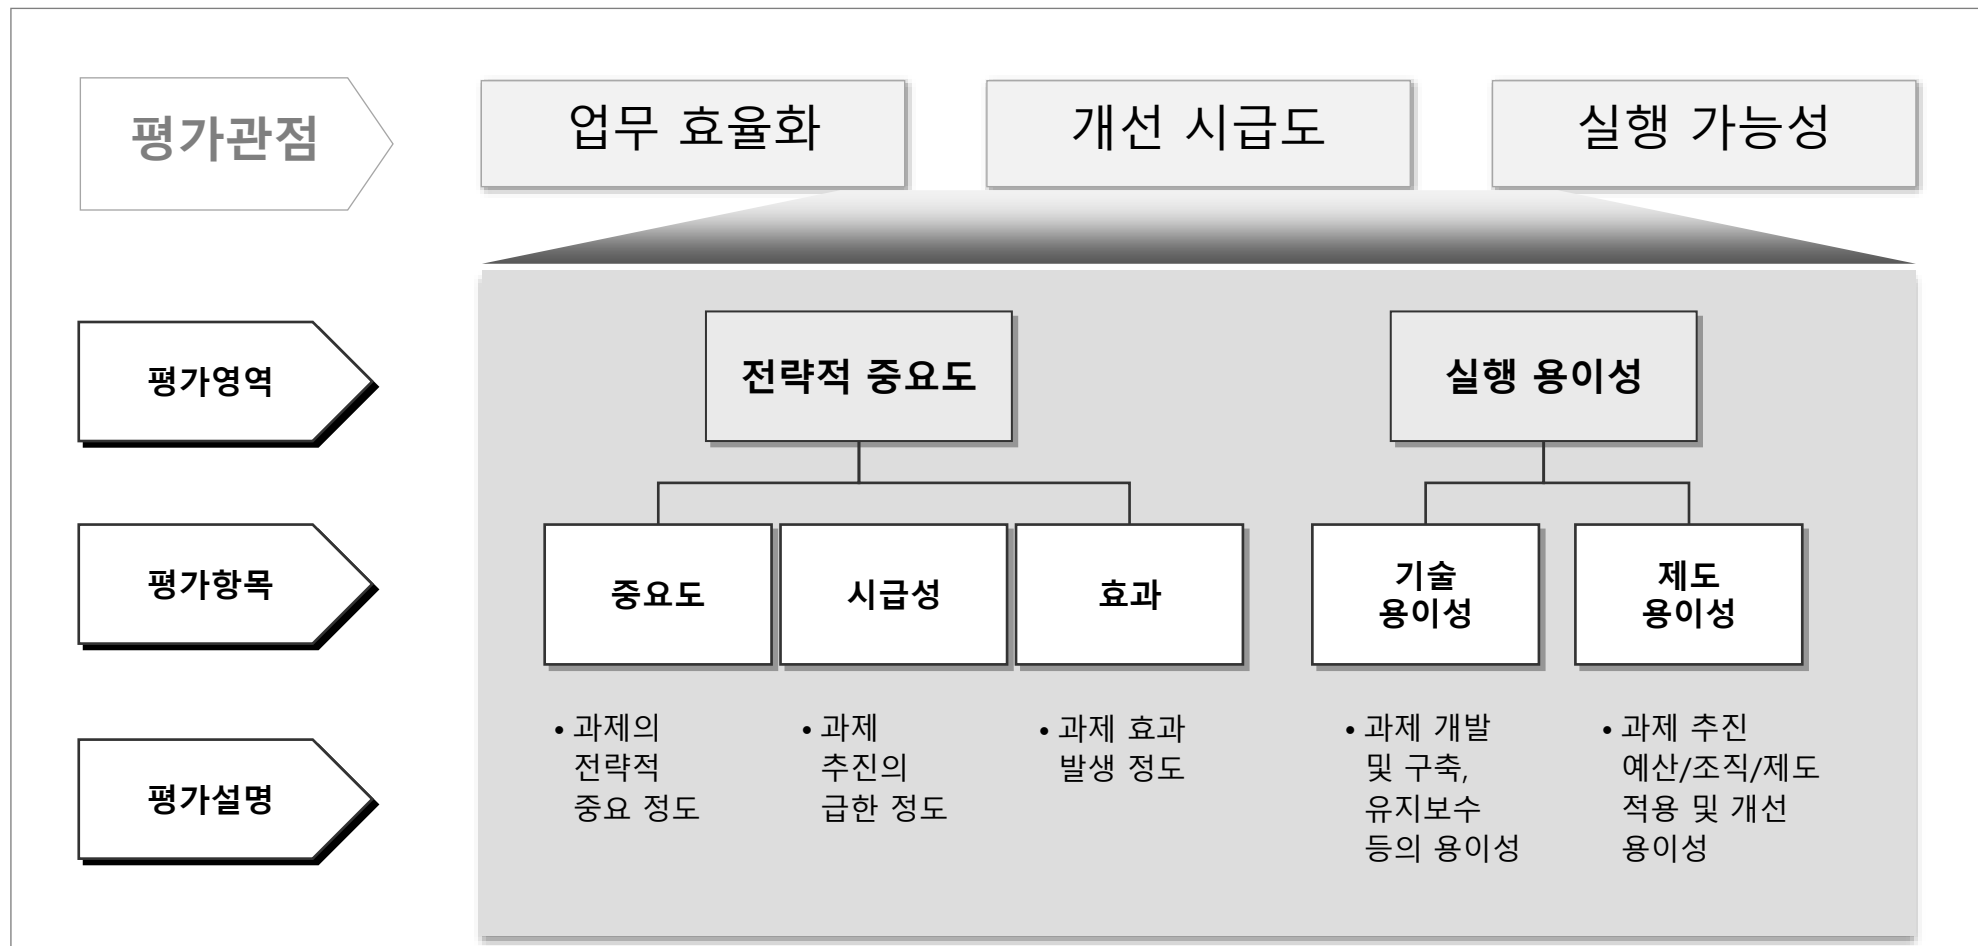 평가관점
업무 효율화
개선 시급도
실행 가능성
평가영역
전략적 중요도
실행 용이성
평가항목
중요도
시급성
효과
기술
용이성
제도
용이성
평가설명
• 과제의
전략적
중요 정도
• 과제
추진의
급한 정도
• 과제 효과
발생 정도
• 과제 개발
및 구축,
유지보수
등의 용이성
• 과제 추진
예산/조직/제도
적용 및 개선
용이성